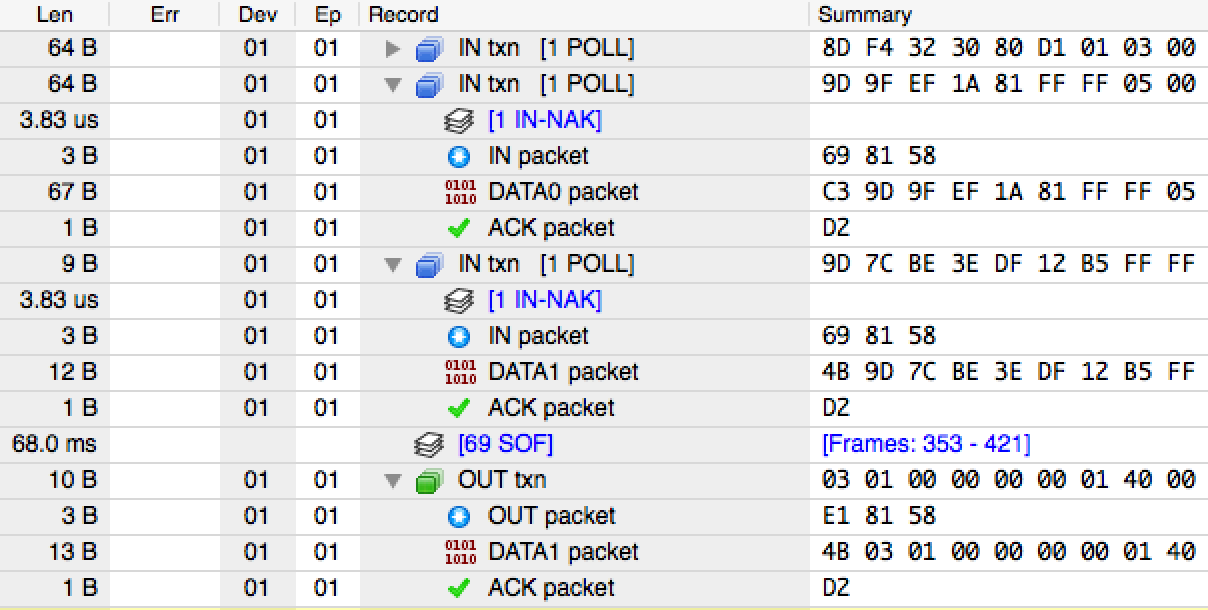 Len Err Dev Ep Record Summary
64 B 01 01 IN txn [1 POLL] 8D F4 32 30 80 D1 01 03 00
64 B 01 01 IN txn [1 POLL] 9D 9F EF 1A 81 FF FF 05 00
3.83 us 01 01 [1 IN-NAK]
3 B 01 01 IN packet 69 81 58
67 B 01 01 0101 1010 DATA0 packet C3 9D 9F EF 1A 81 FF FF 05
1 B 01 01 ACK packet D2
9 B 01 01 IN txn [1 POLL] 9D 7C BE 3E DF 12 B5 FF FF
3.83 us 01 01 [1 IN-NAK]
3 B 01 01 IN packet 69 81 58
12 B 01 01 0101 1010 DATA1 packet 4B 9D 7C BE 3E DF 12 B5 FF
1 B 01 01 ACK packet D2
68.0 ms [69 SOF] [Frames: 353 - 421]
10 B 01 01 OUT txn 03 01 00 00 00 00 01 40 00
3 B 01 01 OUT packet E1 81 58
13 B 01 01 0101 1010 DATA1 packet 4B 03 01 00 00 00 00 01 40
1 B 01 01 ACK packet D2